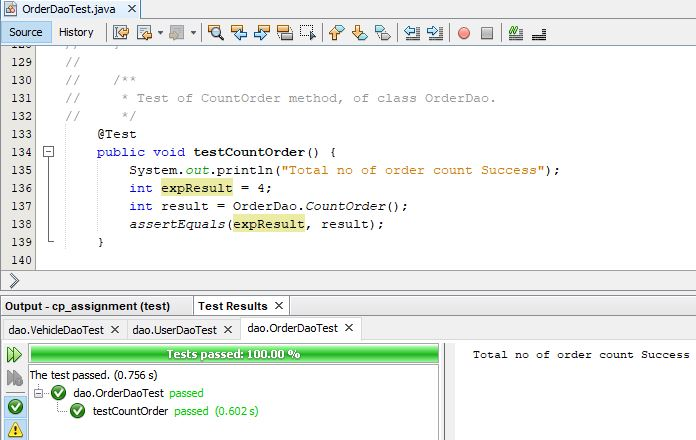 OrderDaoTest.java
Source History
129 //
130 // /**
131 // * Test of CountOrder method, of class OrderDao.
132 // */
133 @Test
134 public void testCountOrder() {
135 System.out.println("Total no of order count Success");
136 int expResult = 4;
137 int result = OrderDao.CountOrder();
138 assertEquals(expResult, result);
139 }
140
Output - cp_assignment (test) Test Results
dao.VehicleDaoTest dao.UserDaoTest dao.OrderDaoTest
Tests passed: 100.00 %
Total no of order count Success
The test passed. (0.756 s)
dao.OrderDaoTest passed
testCountOrder passed (0.602 s)